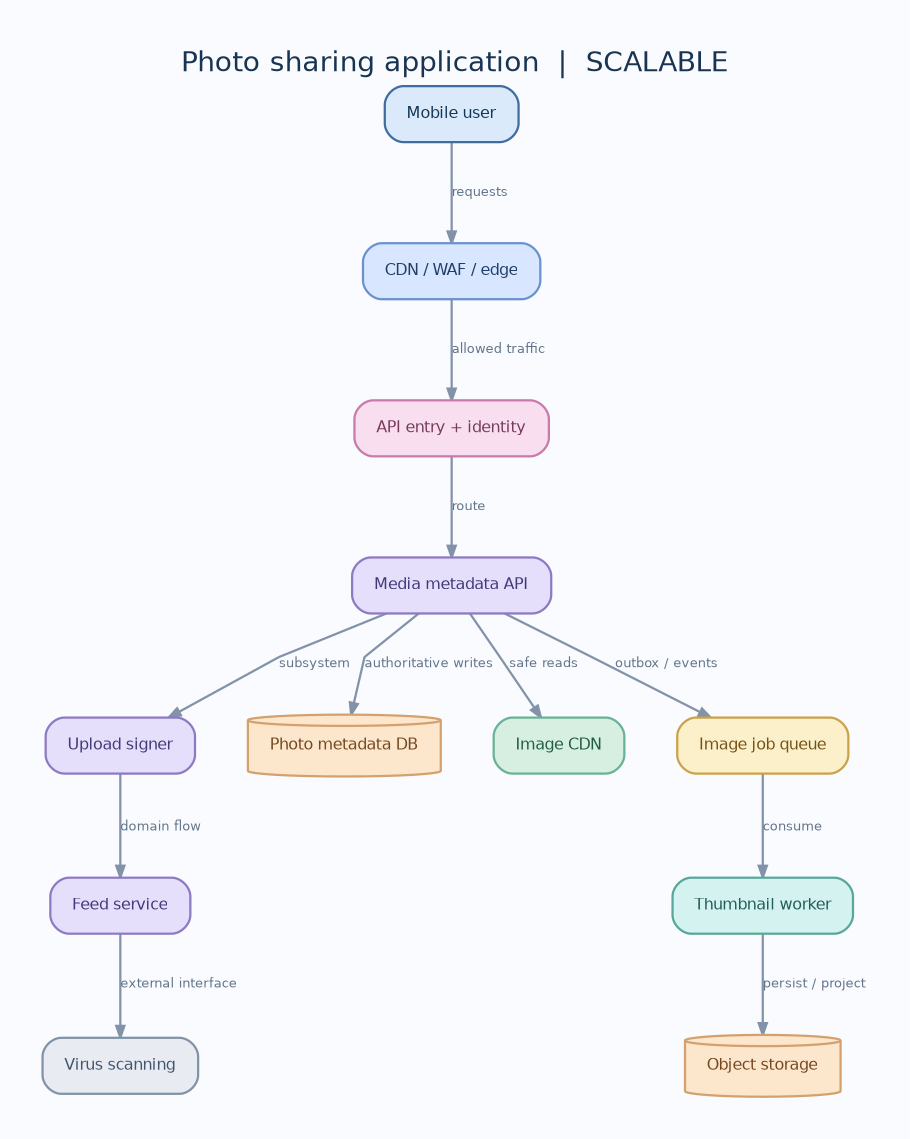 Photo sharing application | SCALABLE
Mobile user
requests
CDN / WAF / edge
allowed traffic
API entry + identity
route
Media metadata API
subsystem
authoritative writes
safe reads
outbox / events
Upload signer
Photo metadata DB
Image CDN
Image job queue
domain flow
consume
Feed service
Thumbnail worker
external interface
persist / project
Virus scanning
Object storage